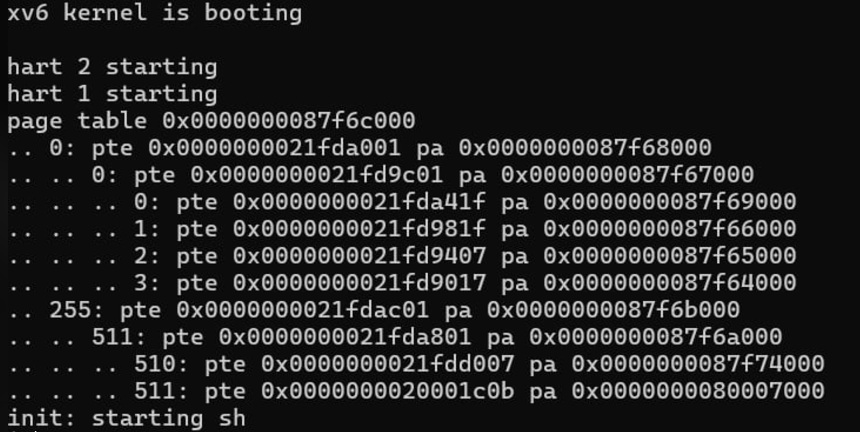 xv6 kernel is booting
hart 2 starting
hart 1 starting
page table 0x0000000087f6c000
.. 0: pte 0x0000000021fda001 pa 0x0000000087f68000
.. .. 0: pte 0x0000000021fd9c01 pa 0x0000000087f67000
.. .. .. 0: pte 0x0000000021fda41f pa 0x0000000087f69000
.. .. .. 1: pte 0x0000000021fd981f pa 0x0000000087f66000
.. .. .. 2: pte 0x0000000021fd9407 pa 0x0000000087f65000
.. .. .. 3: pte 0x0000000021fd9017 pa 0x0000000087f64000
.. 255: pte 0x0000000021fdac01 pa 0x0000000087f6b000
.. .. 511: pte 0x0000000021fda801 pa 0x0000000087f6a000
.. .. .. 510: pte 0x0000000021fdd007 pa 0x0000000087f74000
.. .. .. 511: pte 0x0000000020001c0b pa 0x0000000080007000
init: starting sh